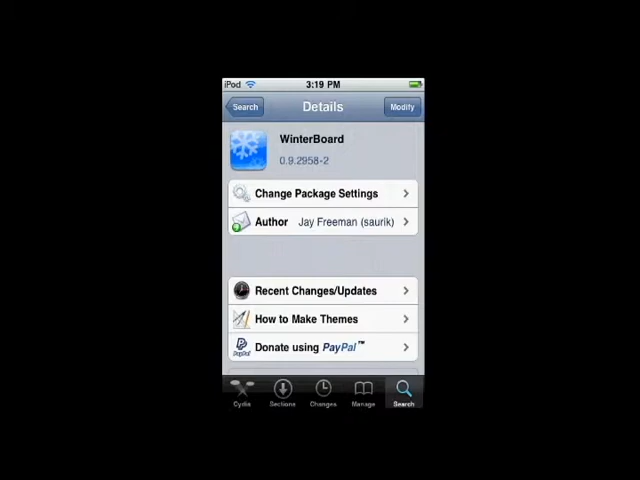 iPod 3:19 PM
Search Details Modify
WinterBoard
0.9.2958-2
Change Package Settings
Author Jay Freeman (saurik)
Recent Changes/Updates
How to Make Themes
PayPal Donate using PayPal™
Cydia Sections Changes Manage Search